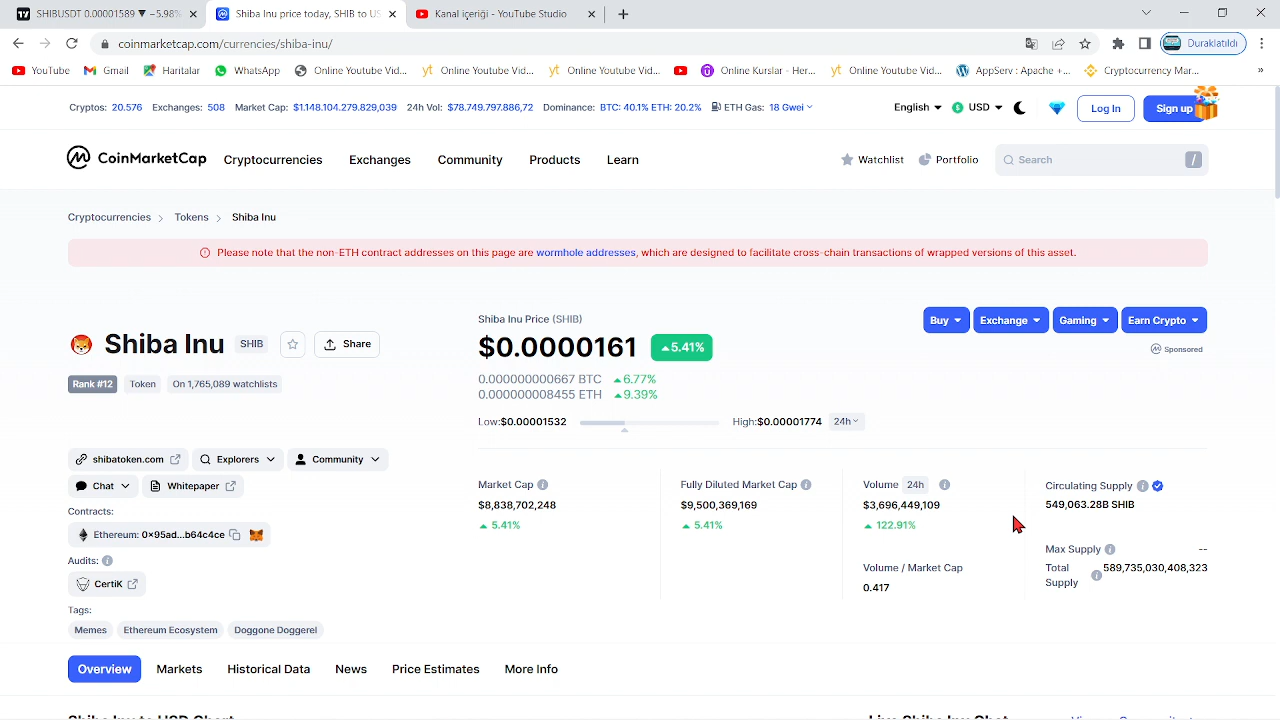 SHIBUSDT 0.00001589 ▼ −5.98%
Shiba Inu price today, SHIB to US
Kanal içeriği - YouTube Studio
coinmarketcap.com/currencies/shiba-inu/
Duraklatıldı
YouTube
Gmail
Haritalar
WhatsApp
Online Youtube Vid...
Online Youtube Vid...
Online Youtube Vid...
Online Kurslar - Her...
Online Youtube Vid...
AppServ : Apache +...
Cryptocurrency Mar...
»
Cryptos: 20.576 Exchanges: 508 Market Cap: $1.148.104.279.829,039 24h Vol: $78.749.797.886,72 Dominance: BTC: 40.1% ETH: 20.2% ETH Gas: 18 Gwei
English USD Log In Sign up
CoinMarketCap Cryptocurrencies Exchanges Community Products Learn
Watchlist Portfolio Search /
Cryptocurrencies > Tokens > Shiba Inu
Please note that the non-ETH contract addresses on this page are wormhole addresses, which are designed to facilitate cross-chain transactions of wrapped versions of this asset.
Shiba Inu SHIB Share
Rank #12 Token On 1,765,089 watchlists
shibatoken.com Explorers Community
Chat Whitepaper
Contracts:
Ethereum: 0x95ad...b64c4ce
Audits:
CertiK
Tags:
Memes Ethereum Ecosystem Doggone Doggerel
Shiba Inu Price (SHIB)
$0.0000161 5.41%
0.000000000667 BTC 6.77%
0.000000008455 ETH 9.39%
Low:$0.00001532 High:$0.00001774 24h
Buy Exchange Gaming Earn Crypto
Sponsored
Market Cap
$8,838,702,248
5.41%
Fully Diluted Market Cap
$9,500,369,169
5.41%
Volume 24h
$3,696,449,109
122.91%
Volume / Market Cap
0.417
Circulating Supply
549,063.28B SHIB
Max Supply --
Total Supply 589,735,030,408,323
Overview Markets Historical Data News Price Estimates More Info
Shiba Inu to USD Chart
Live Shiba Inu Chat